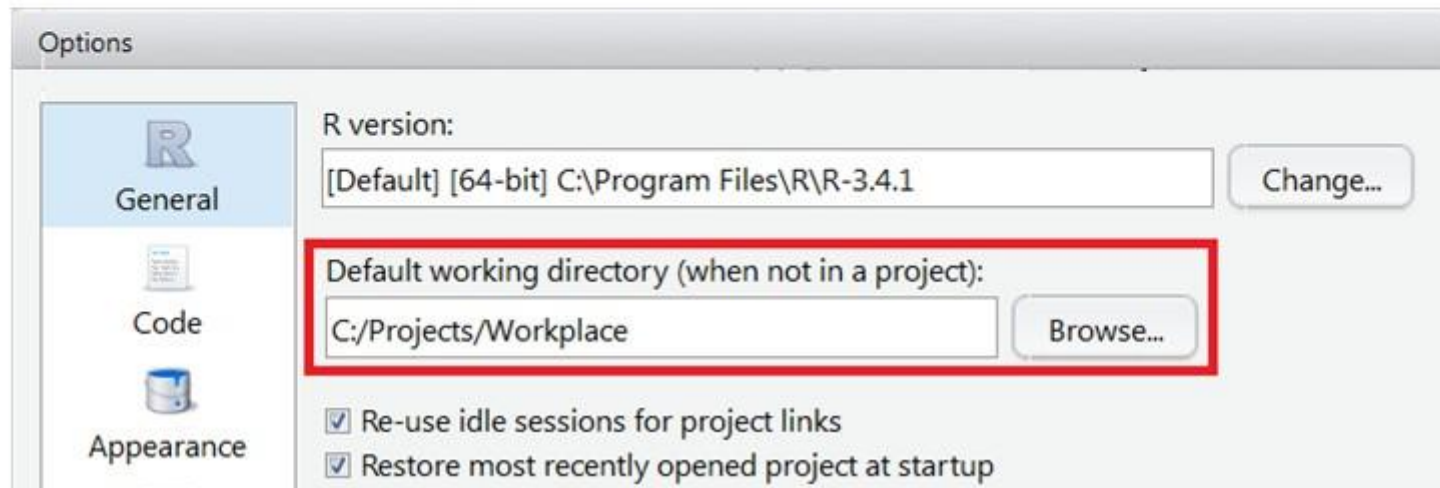 Options
General
Code
Appearance
R version:
[Default] [64-bit] C:\Program Files\R\R-3.4.1
Change...
Default working directory (when not in a project):
C:/Projects/Workplace
Browse...
Re-use idle sessions for project links
Restore most recently opened project at startup